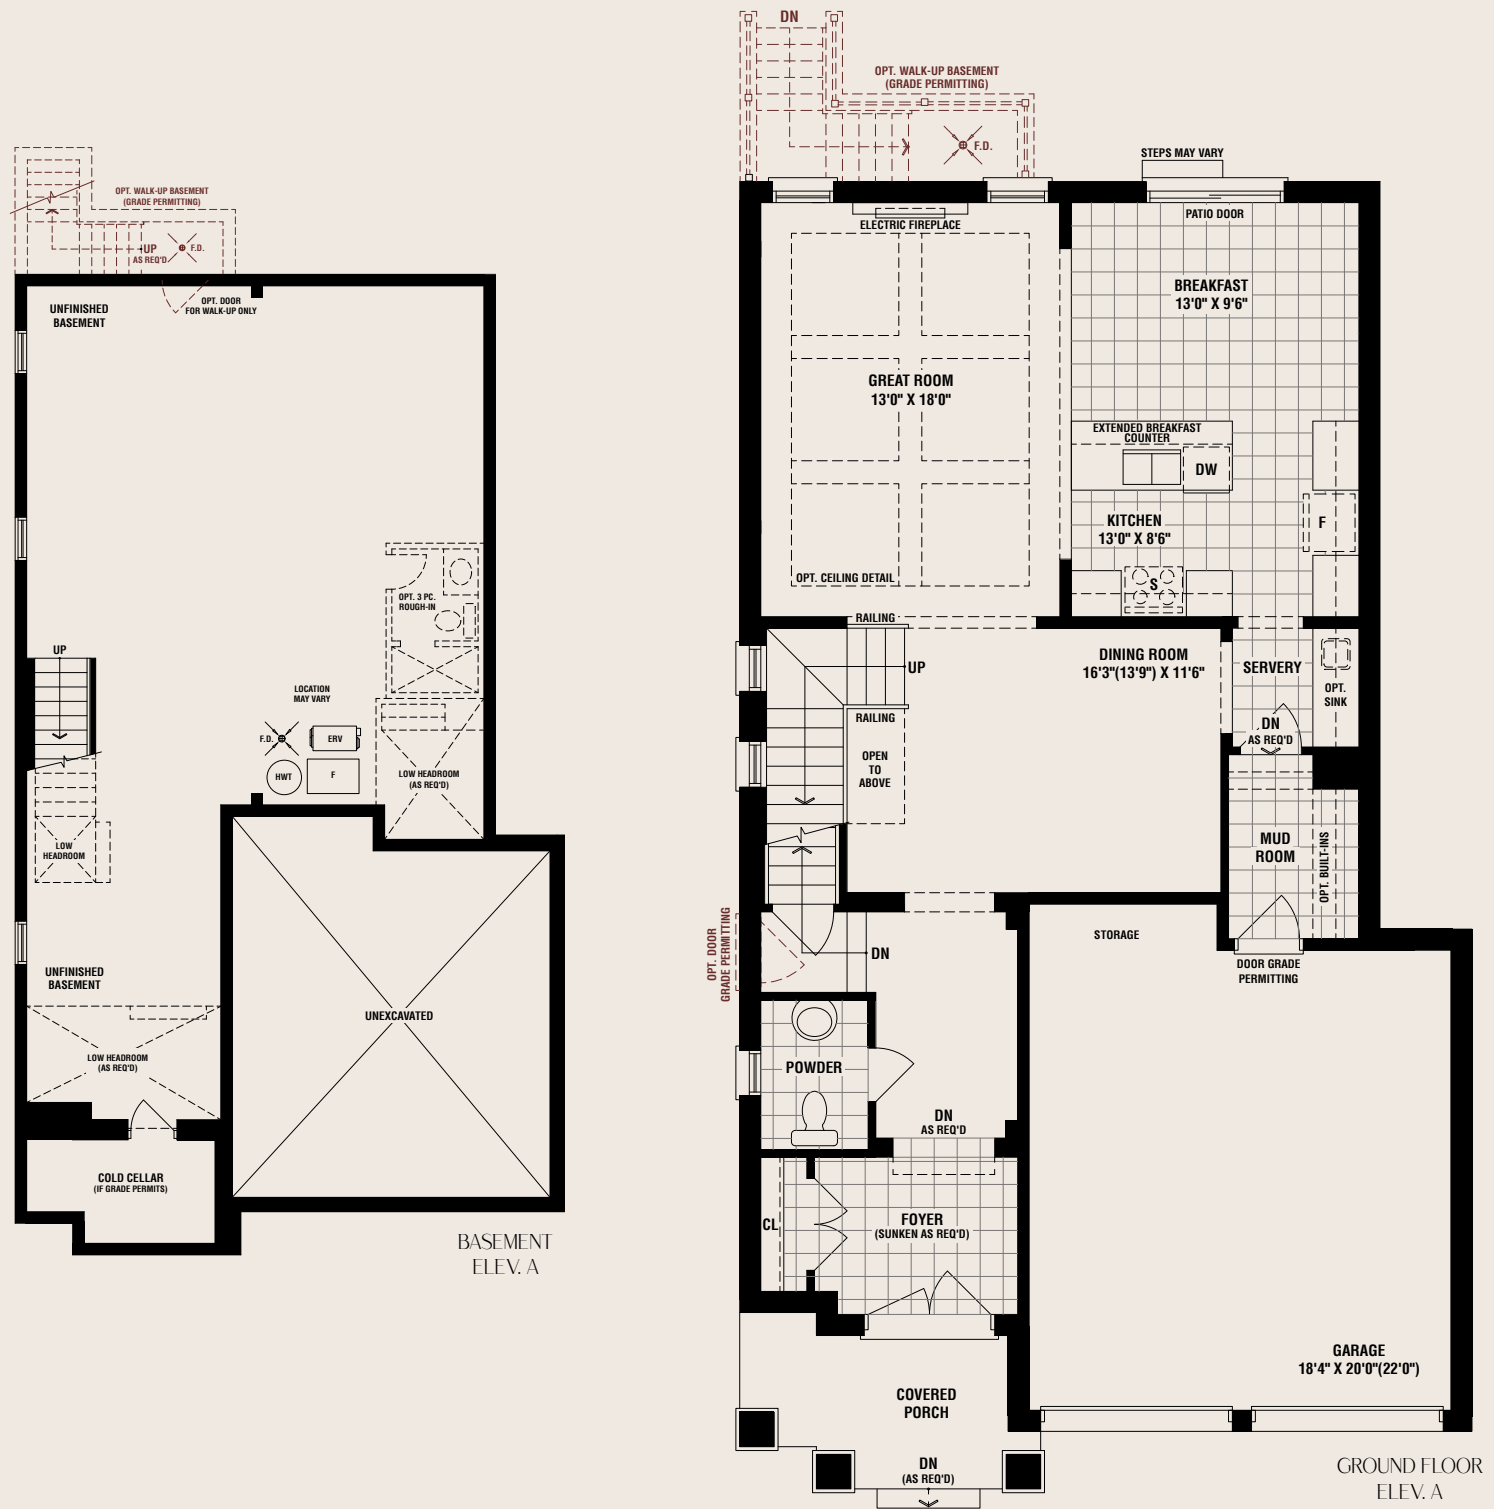 OPT. WALK-UP BASEMENT
(GRADE PERMITTING)
UP
AS REQ'D
F.D.
UNFINISHED
BASEMENT
OPT. DOOR
FOR WALK-UP ONLY
OPT. 3 PC.
ROUGH-IN
UP
LOCATION
MAY VARY
F.D.
ERV
HWT
F
LOW HEADROOM
(AS REQ'D)
LOW
HEADROOM
UNFINISHED
BASEMENT
LOW HEADROOM
(AS REQ'D)
UNEXCAVATED
COLD CELLAR
(IF GRADE PERMITS)
BASEMENT
ELEV. A
DN
OPT. WALK-UP BASEMENT
(GRADE PERMITTING)
F.D.
STEPS MAY VARY
ELECTRIC FIREPLACE
PATIO DOOR
BREAKFAST
13'0" X 9'6"
GREAT ROOM
13'0" X 18'0"
EXTENDED BREAKFAST
COUNTER
DW
KITCHEN
13'0" X 8'6"
F
S
OPT. CEILING DETAIL
RAILING
UP
DINING ROOM
16'3"(13'9") X 11'6"
SERVERY
OPT.
SINK
RAILING
DN
AS REQ'D
OPEN
TO
ABOVE
MUD
ROOM
OPT. BUILT-INS
OPT. DOOR
GRADE PERMITTING
DN
STORAGE
DOOR GRADE
PERMITTING
POWDER
DN
AS REQ'D
CL
FOYER
(SUNKEN AS REQ'D)
GARAGE
18'4" X 20'0"(22'0")
COVERED
PORCH
DN
(AS REQ'D)
GROUND FLOOR
ELEV. A